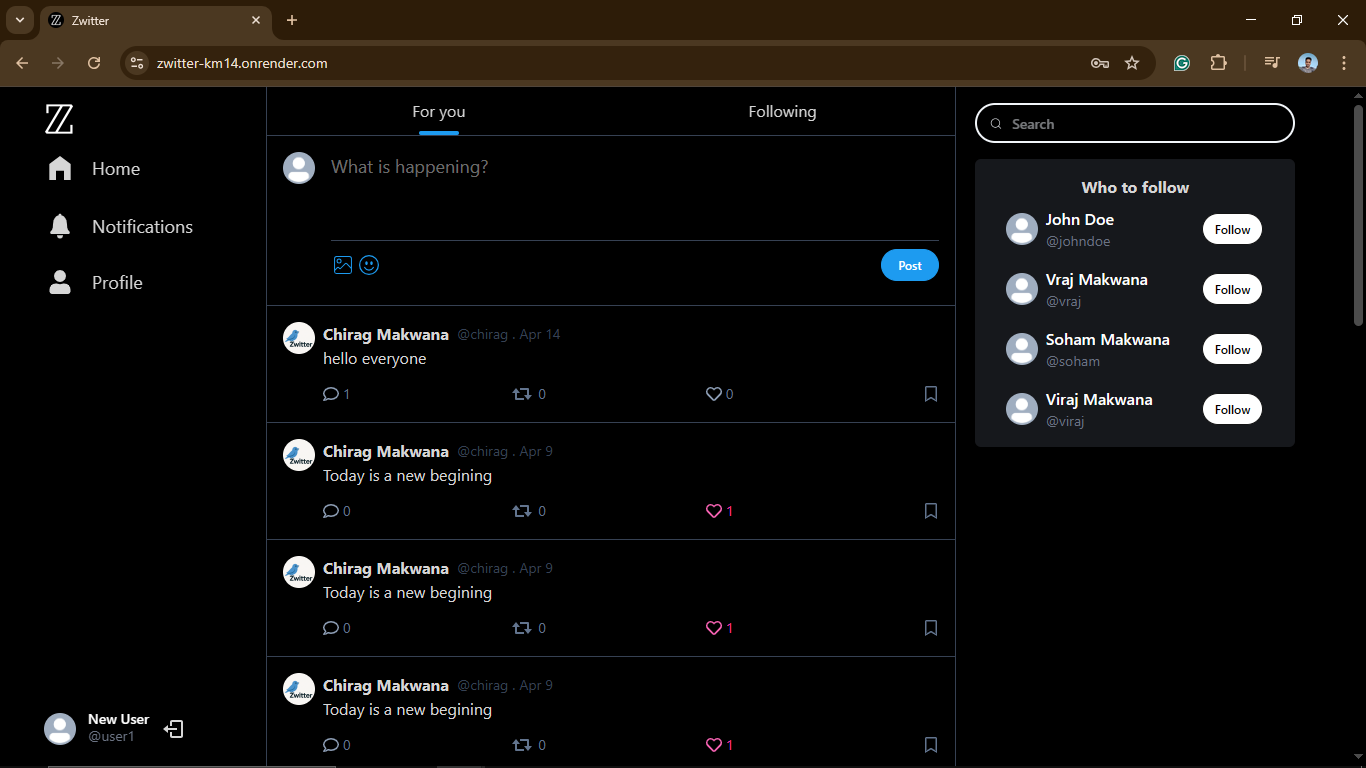 Zwitter
zwitter-km14.onrender.com
Home
Notifications
Profile
New User
@user1
For you Following
What is happening?
Post
Chirag Makwana @chirag . Apr 14
hello everyone
1 0 0
Chirag Makwana @chirag . Apr 9
Today is a new begining
0 0 1
Chirag Makwana @chirag . Apr 9
Today is a new begining
0 0 1
Chirag Makwana @chirag . Apr 9
Today is a new begining
0 0 1
Search
Who to follow
John Doe
@johndoe
Follow
Vraj Makwana
@vraj
Follow
Soham Makwana
@soham
Follow
Viraj Makwana
@viraj
Follow
Zwitter
Zwitter
Zwitter
Zwitter